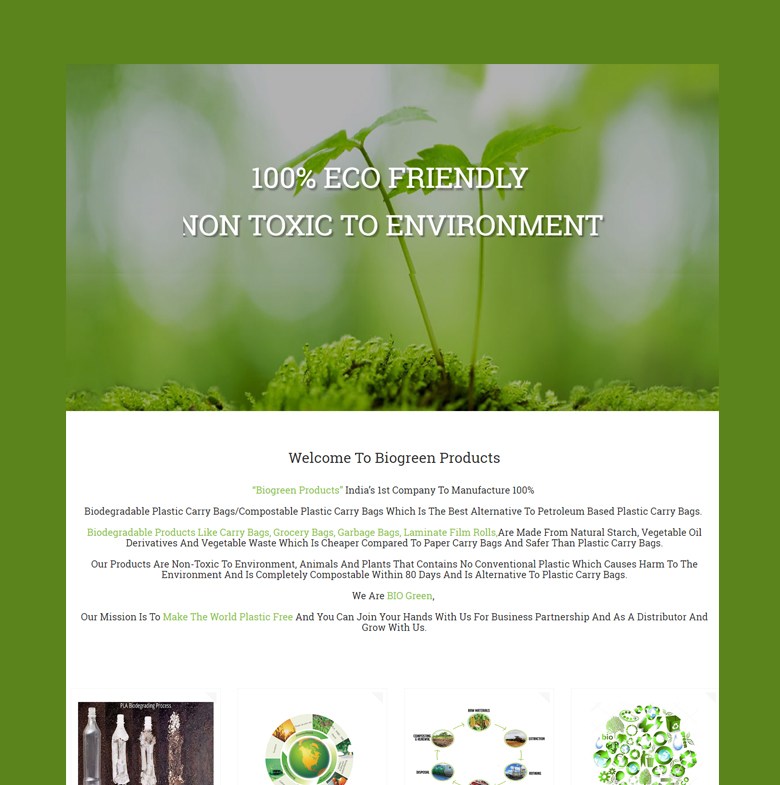 100% ECO FRIENDLY
NON TOXIC TO ENVIRONMENT
Welcome To Biogreen Products
“Biogreen Products” India’s 1st Company To Manufacture 100%
Biodegradable Plastic Carry Bags/Compostable Plastic Carry Bags Which Is The Best Alternative To Petroleum Based Plastic Carry Bags.
Biodegradable Products Like Carry Bags, Grocery Bags, Garbage Bags, Laminate Film Rolls,Are Made From Natural Starch, Vegetable Oil
Derivatives And Vegetable Waste Which Is Cheaper Compared To Paper Carry Bags And Safer Than Plastic Carry Bags.
Our Products Are Non-Toxic To Environment, Animals And Plants That Contains No Conventional Plastic Which Causes Harm To The
Environment And Is Completely Compostable Within 80 Days And Is Alternative To Plastic Carry Bags.
We Are BIO Green,
Our Mission Is To Make The World Plastic Free And You Can Join Your Hands With Us For Business Partnership And As A Distributor And
Grow With Us.
PLA Biodegrading Process
RAW MATERIALS
COMPOSTING
EXTRACTION
DISPOSAL
bio